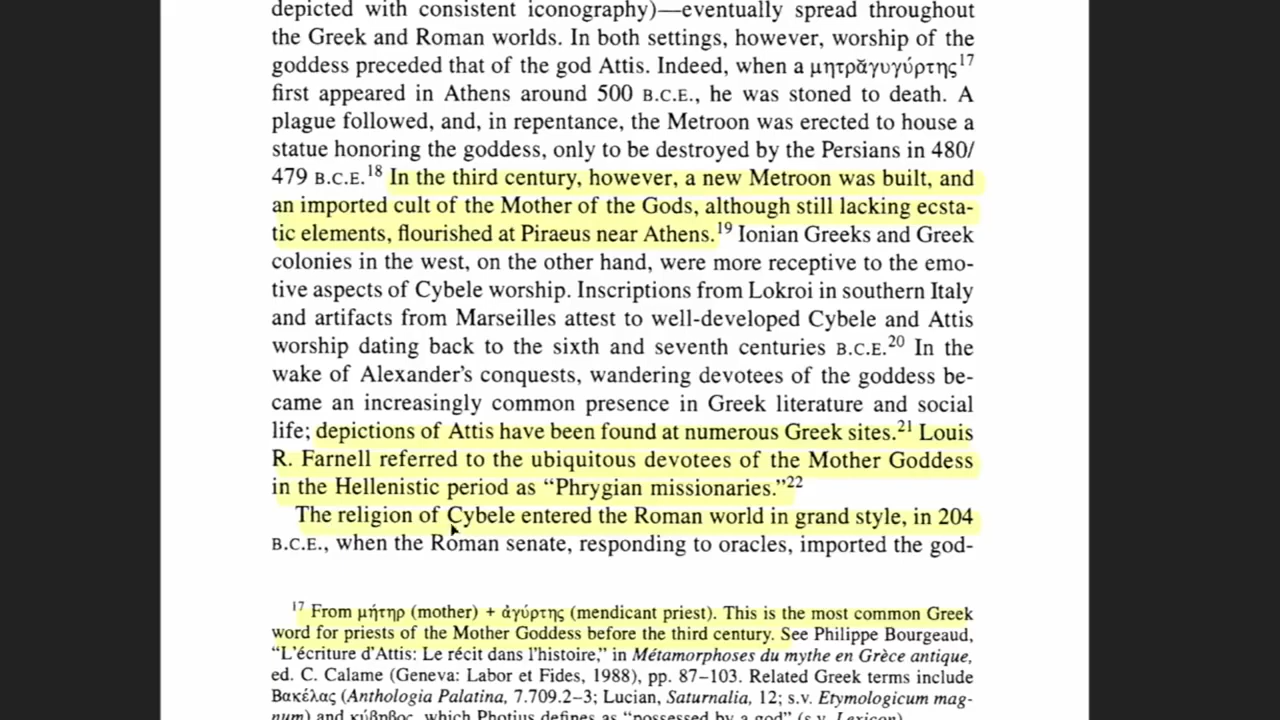 depicted with consistent iconography)—eventually spread throughout
the Greek and Roman worlds. In both settings, however, worship of the
goddess preceded that of the god Attis. Indeed, when a μητρᾰγυγύρτης17
first appeared in Athens around 500 B.C.E., he was stoned to death. A
plague followed, and, in repentance, the Metroon was erected to house a
statue honoring the goddess, only to be destroyed by the Persians in 480/
479 B.C.E.18 In the third century, however, a new Metroon was built, and
an imported cult of the Mother of the Gods, although still lacking ecsta-
tic elements, flourished at Piraeus near Athens.19 Ionian Greeks and Greek
colonies in the west, on the other hand, were more receptive to the emo-
tive aspects of Cybele worship. Inscriptions from Lokroi in southern Italy
and artifacts from Marseilles attest to well-developed Cybele and Attis
worship dating back to the sixth and seventh centuries B.C.E.20 In the
wake of Alexander's conquests, wandering devotees of the goddess be-
came an increasingly common presence in Greek literature and social
life; depictions of Attis have been found at numerous Greek sites.21 Louis
R. Farnell referred to the ubiquitous devotees of the Mother Goddess
in the Hellenistic period as “Phrygian missionaries.”22
The religion of Cybele entered the Roman world in grand style, in 204
B.C.E., when the Roman senate, responding to oracles, imported the god-
17 From μήτηρ (mother) + ἀγύρτης (mendicant priest). This is the most common Greek
word for priests of the Mother Goddess before the third century. See Philippe Bourgeaud,
“L'écriture d'Attis: Le récit dans l'histoire,” in Métamorphoses du mythe en Grèce antique,
ed. C. Calame (Geneva: Labor et Fides, 1988), pp. 87–103. Related Greek terms include
Βακέλας (Anthologia Palatina, 7.709.2–3; Lucian, Saturnalia, 12; s.v. Etymologicum mag-
num) and κύβηβος, which Photius defines as “possessed by a god” (s.v. Lexicon).